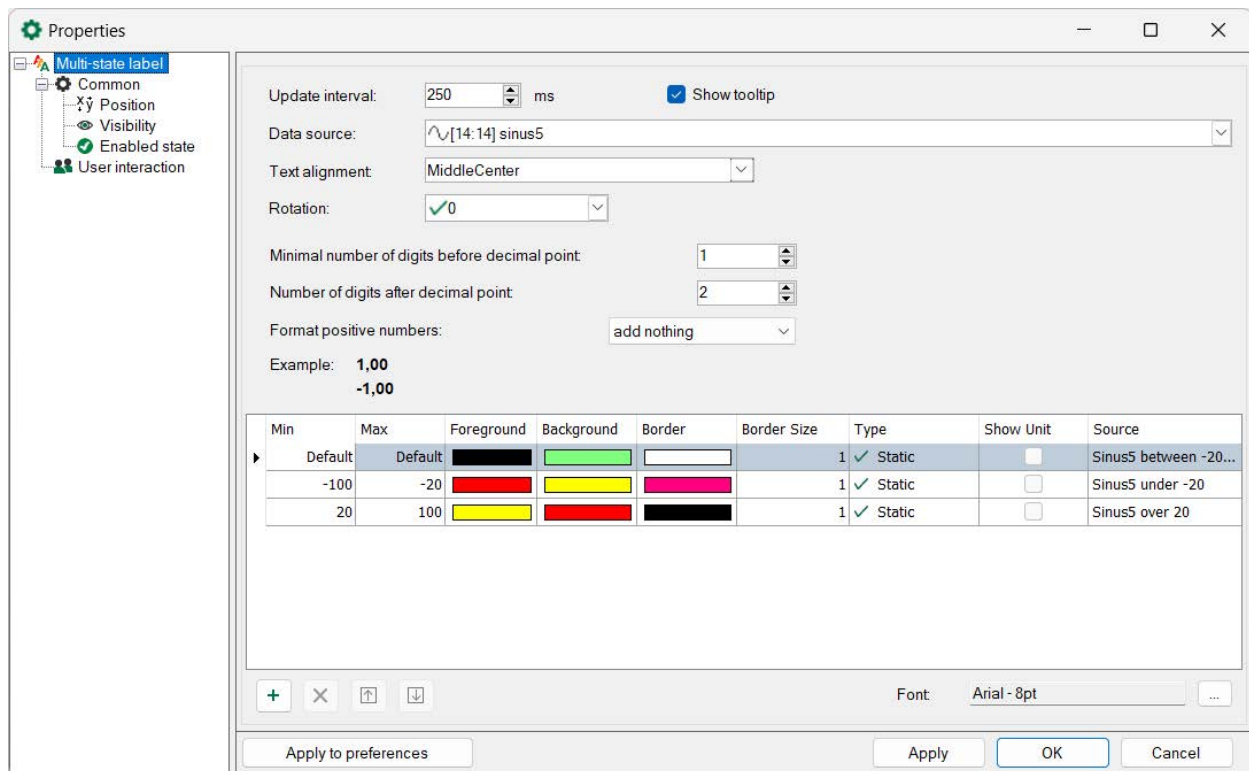 Properties
Multi-state label
Common
Position
Visibility
Enabled state
User interaction
Update interval: 250 ms Show tooltip
Data source: [14:14] sinus5
Text alignment: MiddleCenter
Rotation: 0
Minimal number of digits before decimal point: 1
Number of digits after decimal point: 2
Format positive numbers: add nothing
Example: 1,00
-1,00
Min Max Foreground Background Border Border Size Type Show Unit Source
Default Default 1 Static Sinus5 between -20...
-100 -20 1 Static Sinus5 under -20
20 100 1 Static Sinus5 over 20
Font: Arial - 8pt ...
Apply to preferences Apply OK Cancel